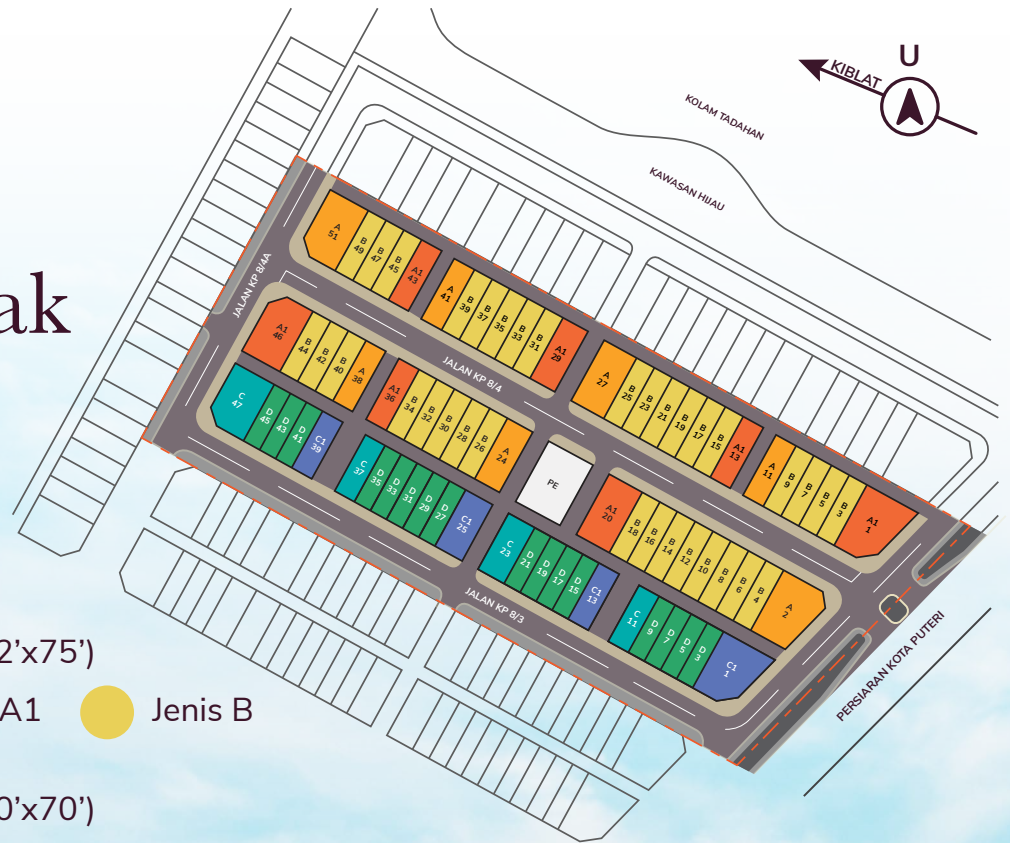 U
KIBLAT
KOLAM TADAHAN
KAWASAN HIJAU
ak
JALAN KP 8/4A
A
51
B
49
B
47
B
45
A1
43
A
41
B
39
B
37
B
35
B
33
B
31
A1
29
A
27
B
25
B
23
B
21
B
19
B
17
B
15
A1
13
A
11
B
9
B
7
B
5
B
3
A1
1
JALAN KP 8/4
A1
46
B
44
B
42
B
40
A
38
A1
36
B
34
B
32
B
30
B
28
B
26
A
24
PE
A1
20
B
18
B
16
B
14
B
12
B
10
B
8
B
6
B
4
A
2
C
47
D
45
D
43
D
41
C1
39
C
37
D
35
D
33
D
31
D
29
D
27
C1
25
C
23
D
21
D
19
D
17
D
15
C1
13
C
11
D
9
D
7
D
5
D
3
C1
1
JALAN KP 8/3
PERSIARAN KOTA PUTERI
2’x75’)
A1 Jenis B
0’x70’)